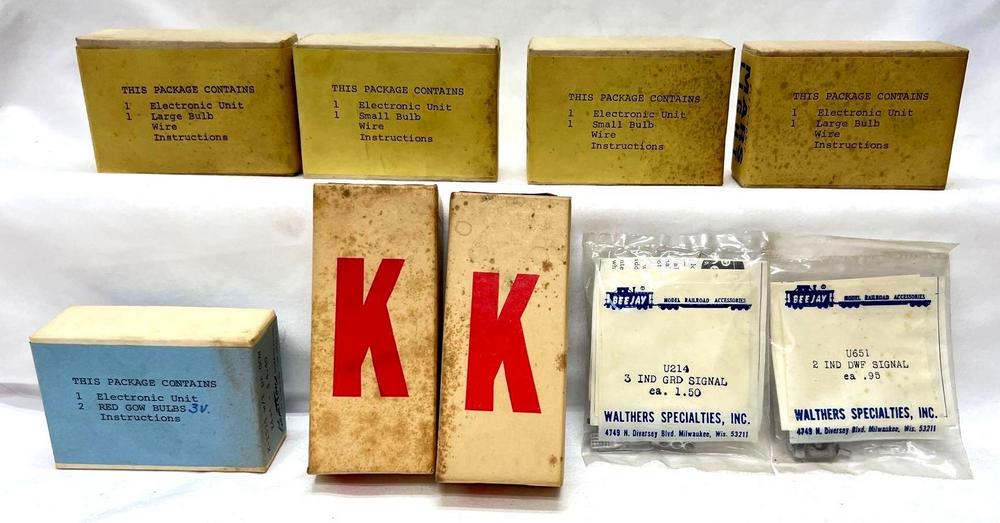 THIS PACKAGE CONTAINS
1 Electronic Unit
1 Large Bulb
Wire
Instructions
THIS PACKAGE CONTAINS
1 Electronic Unit
1 Small Bulb
Wire
Instructions
THIS PACKAGE CONTAINS
1 Electronic Unit
1 Small Bulb
Wire
Instructions
MARS
THIS PACKAGE CONTAINS
1 Electronic Unit
1 Large Bulb
Wire
Instructions
THIS PACKAGE CONTAINS
1 Electronic Unit
2 RED GOW BULBS 3V.
Instructions
K
K
BEEJAY MODEL RAILROAD ACCESSORIES
U214
3 IND GRD SIGNAL
ea. 1.50
WALTHERS SPECIALTIES, INC.
4749 N. Diversey Blvd. Milwaukee, Wis. 53211
BEEJAY MODEL RAILROAD ACCESSORIES
U651
2 IND DWF SIGNAL
ea .95
WALTHERS SPECIALTIES, INC.
4749 N. Diversey Blvd. Milwaukee, Wis. 53211